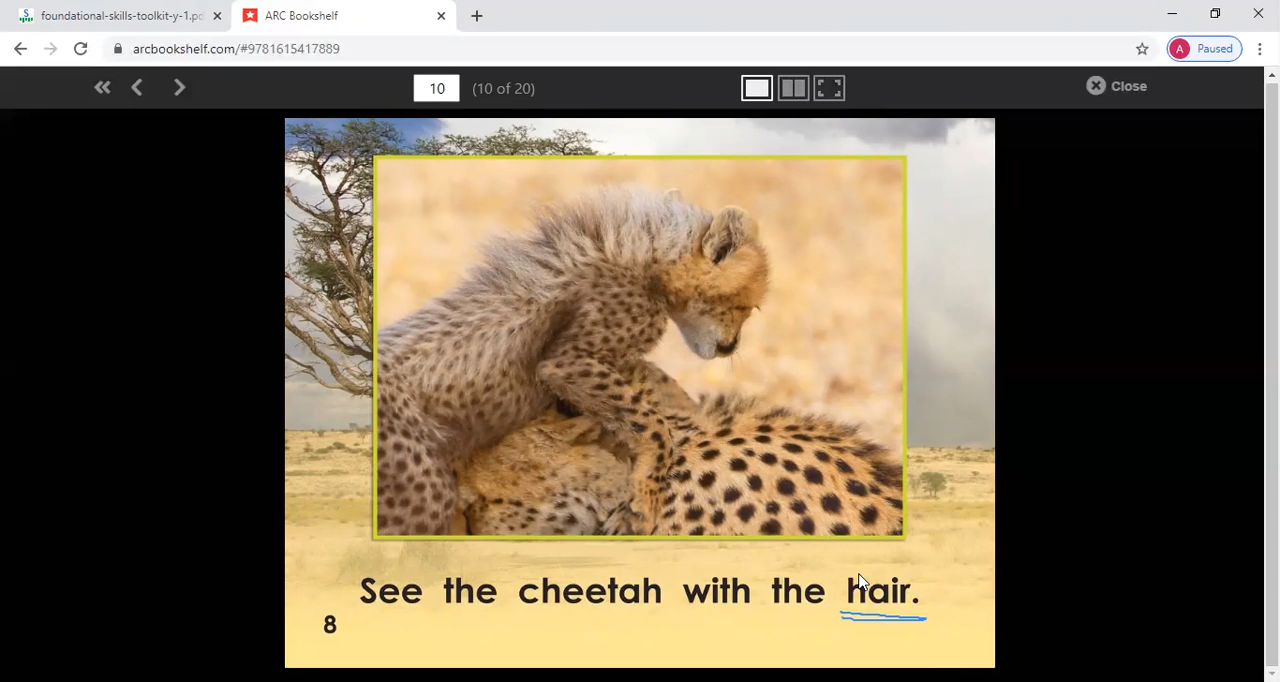 foundational-skills-toolkit-y-1.pd
ARC Bookshelf
arcbookshelf.com/#9781615417889
A Paused
10 (10 of 20)
Close
See the cheetah with the hair.
8